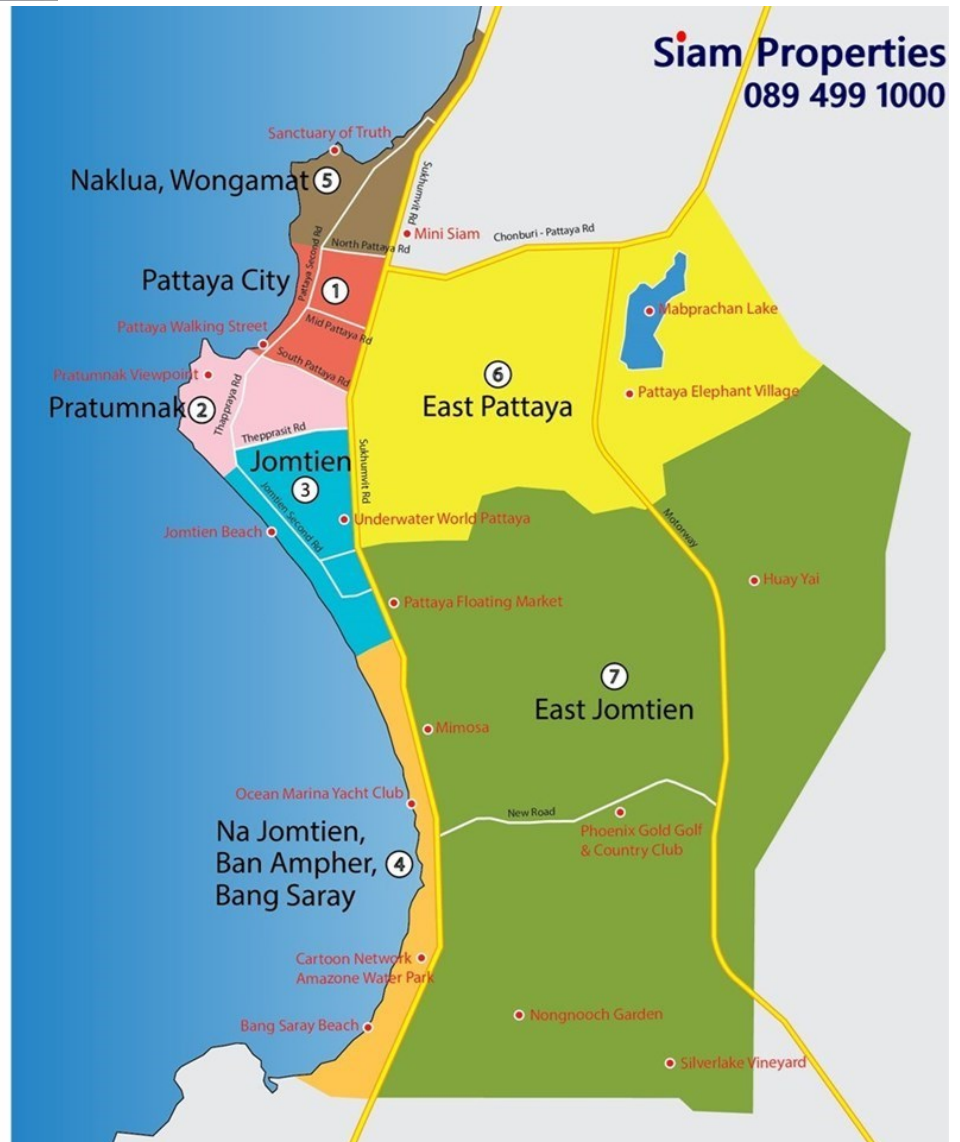 Siam Properties
089 499 1000
Sanctuary of Truth
Naklua, Wongamat 5
Sukhumvit Rd
Mini Siam
Chonburi - Pattaya Rd
North Pattaya Rd
Pattaya Second Rd
Pattaya City
1
Mabprachan Lake
Mid Pattaya Rd
Pattaya Walking Street
South Pattaya Rd
Pratumnak Viewpoint
6
East Pattaya
Pattaya Elephant Village
Pratumnak 2
Thappraya Rd
Thepprasit Rd
Jomtien
3
Sukhumvit Rd
Jomtien Second Rd
Underwater World Pattaya
Jomtien Beach
Motorway
Huay Yai
Pattaya Floating Market
7
East Jomtien
Mimosa
Ocean Marina Yacht Club
New Road
Phoenix Gold Golf
& Country Club
Na Jomtien,
Ban Ampher, 4
Bang Saray
Cartoon Network
Amazone Water Park
Nongnooch Garden
Bang Saray Beach
Silverlake Vineyard